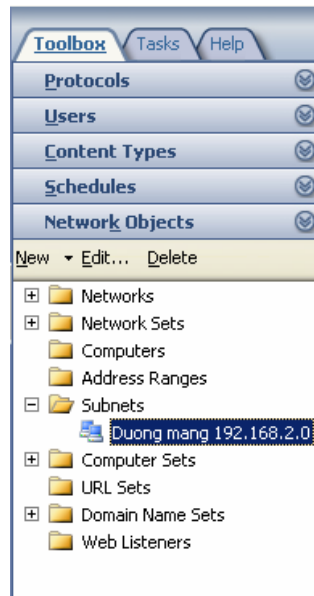 Toolbox Tasks Help
Protocols
Users
Content Types
Schedules
Network Objects
New Edit... Delete
Networks
Network Sets
Computers
Address Ranges
Subnets
Duong mang 192.168.2.0
Computer Sets
URL Sets
Domain Name Sets
Web Listeners